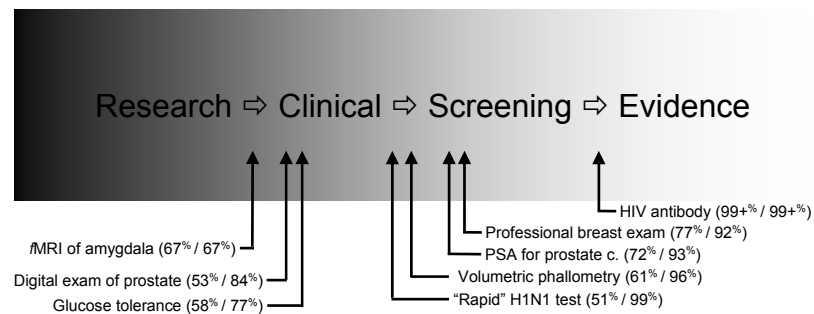 Research ⇨ Clinical ⇨ Screening ⇨ Evidence
HIV antibody (99+% / 99+%)
Professional breast exam (77% / 92%)
fMRI of amygdala (67% / 67%)
PSA for prostate c. (72% / 93%)
Digital exam of prostate (53% / 84%)
Volumetric phallometry (61% / 96%)
Glucose tolerance (58% / 77%)
“Rapid” H1N1 test (51% / 99%)